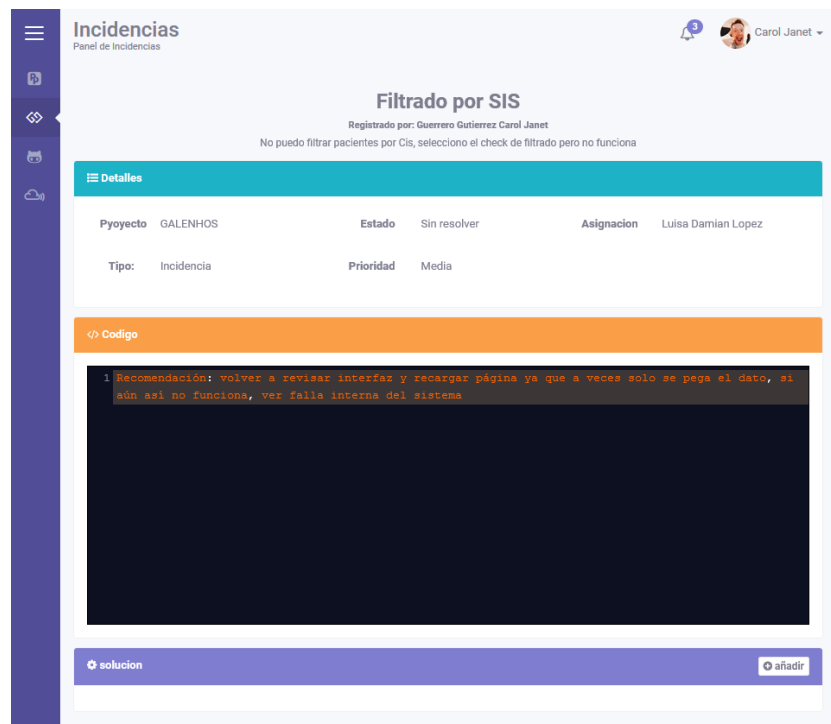 Incidencias
Panel de Incidencias
3
Carol Janet
Filtrado por SIS
Registrado por: Guerrero Gutierrez Carol Janet
No puedo filtrar pacientes por Cis, selecciono el check de filtrado pero no funciona
Detalles
Pyoyecto GALENHOS Estado Sin resolver Asignacion Luisa Damian Lopez
Tipo: Incidencia Prioridad Media
</> Codigo
1 Recomendación: volver a revisar interfaz y recargar página ya que a veces solo se pega el dato, si
aún así no funciona, ver falla interna del sistema
solucion añadir